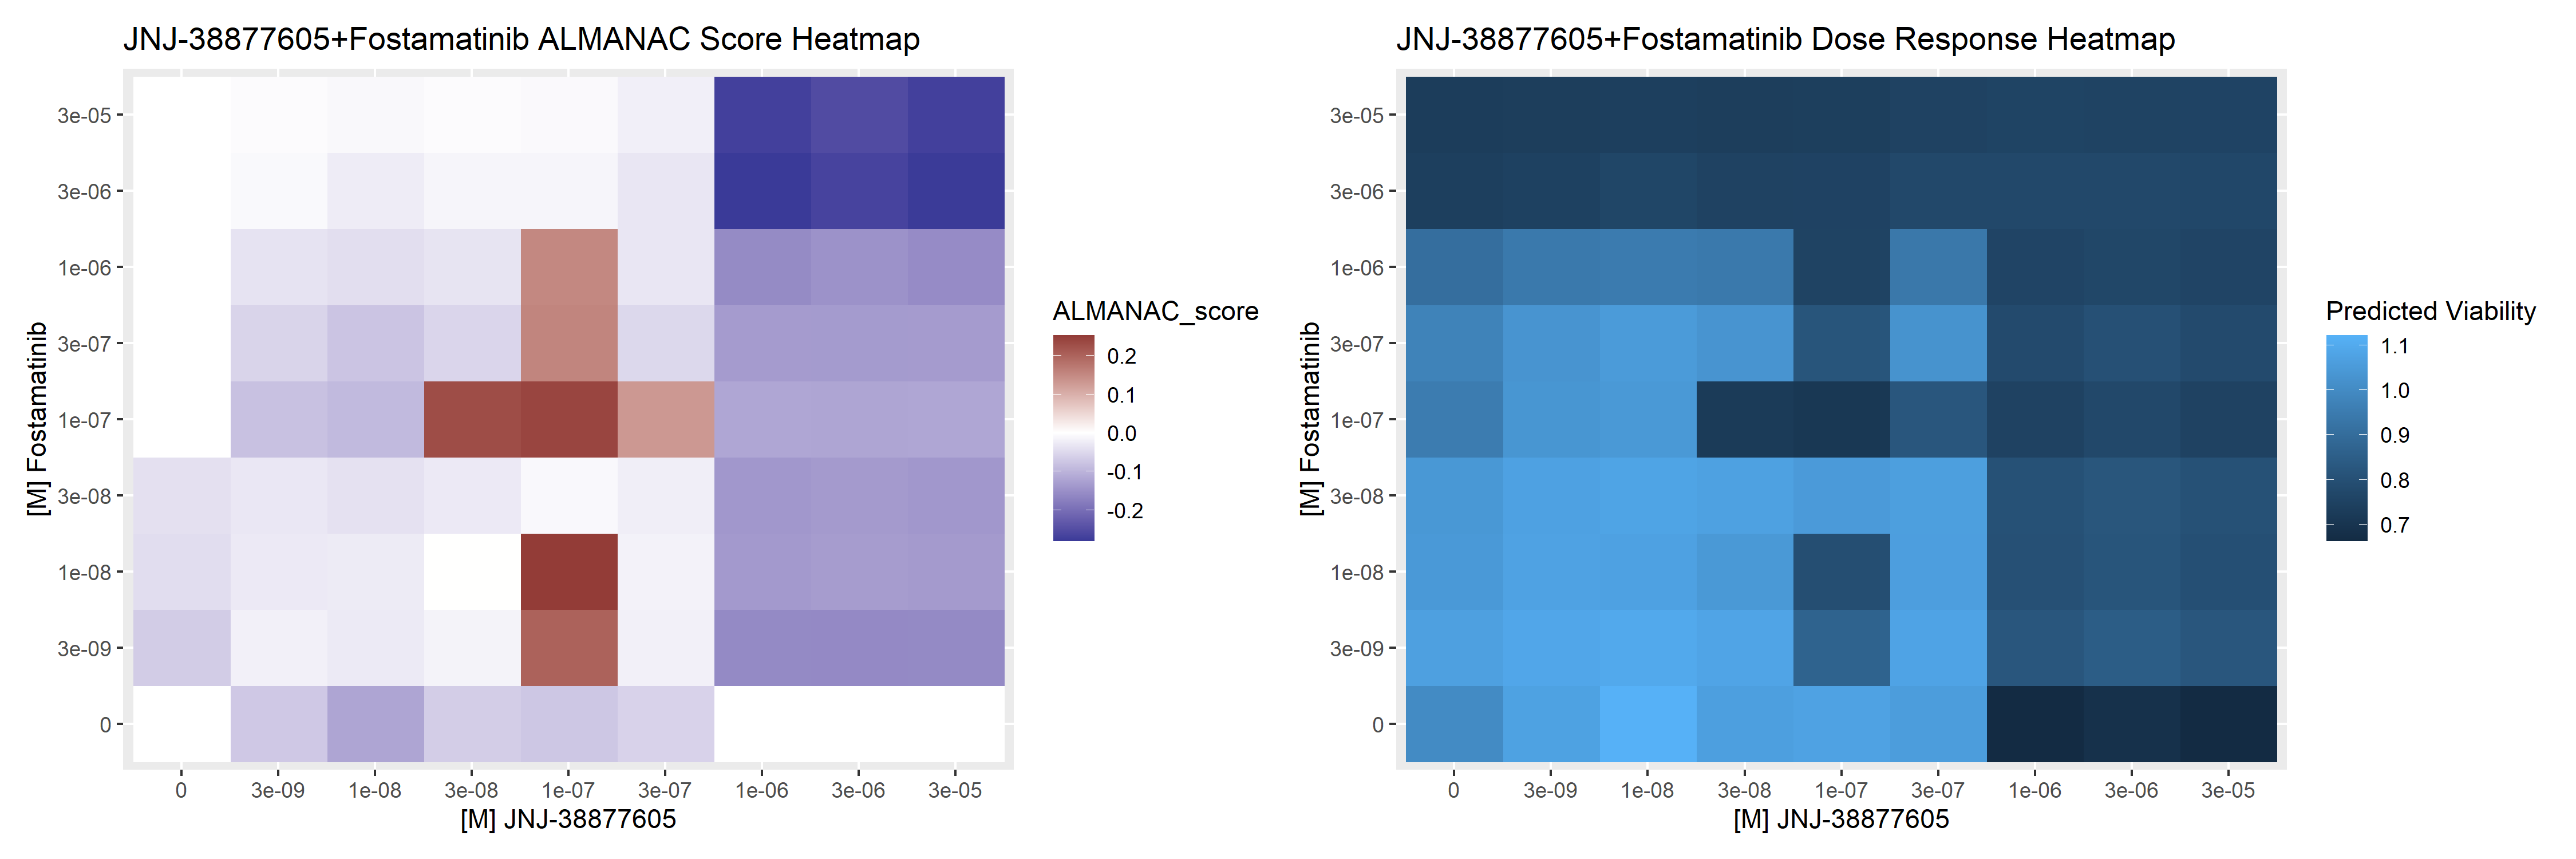 JNJ-38877605+Fostamatinib ALMANAC Score Heatmap
3e-05
3e-06
1e-06
3e-07
1e-07
3e-08
1e-08
3e-09
0
[M] Fostamatinib
0 3e-09 1e-08 3e-08 1e-07 3e-07 1e-06 3e-06 3e-05
[M] JNJ-38877605
ALMANAC_score
0.2
0.1
0.0
-0.1
-0.2
JNJ-38877605+Fostamatinib Dose Response Heatmap
3e-05
3e-06
1e-06
3e-07
1e-07
3e-08
1e-08
3e-09
0
[M] Fostamatinib
0 3e-09 1e-08 3e-08 1e-07 3e-07 1e-06 3e-06 3e-05
[M] JNJ-38877605
Predicted Viability
1.1
1.0
0.9
0.8
0.7